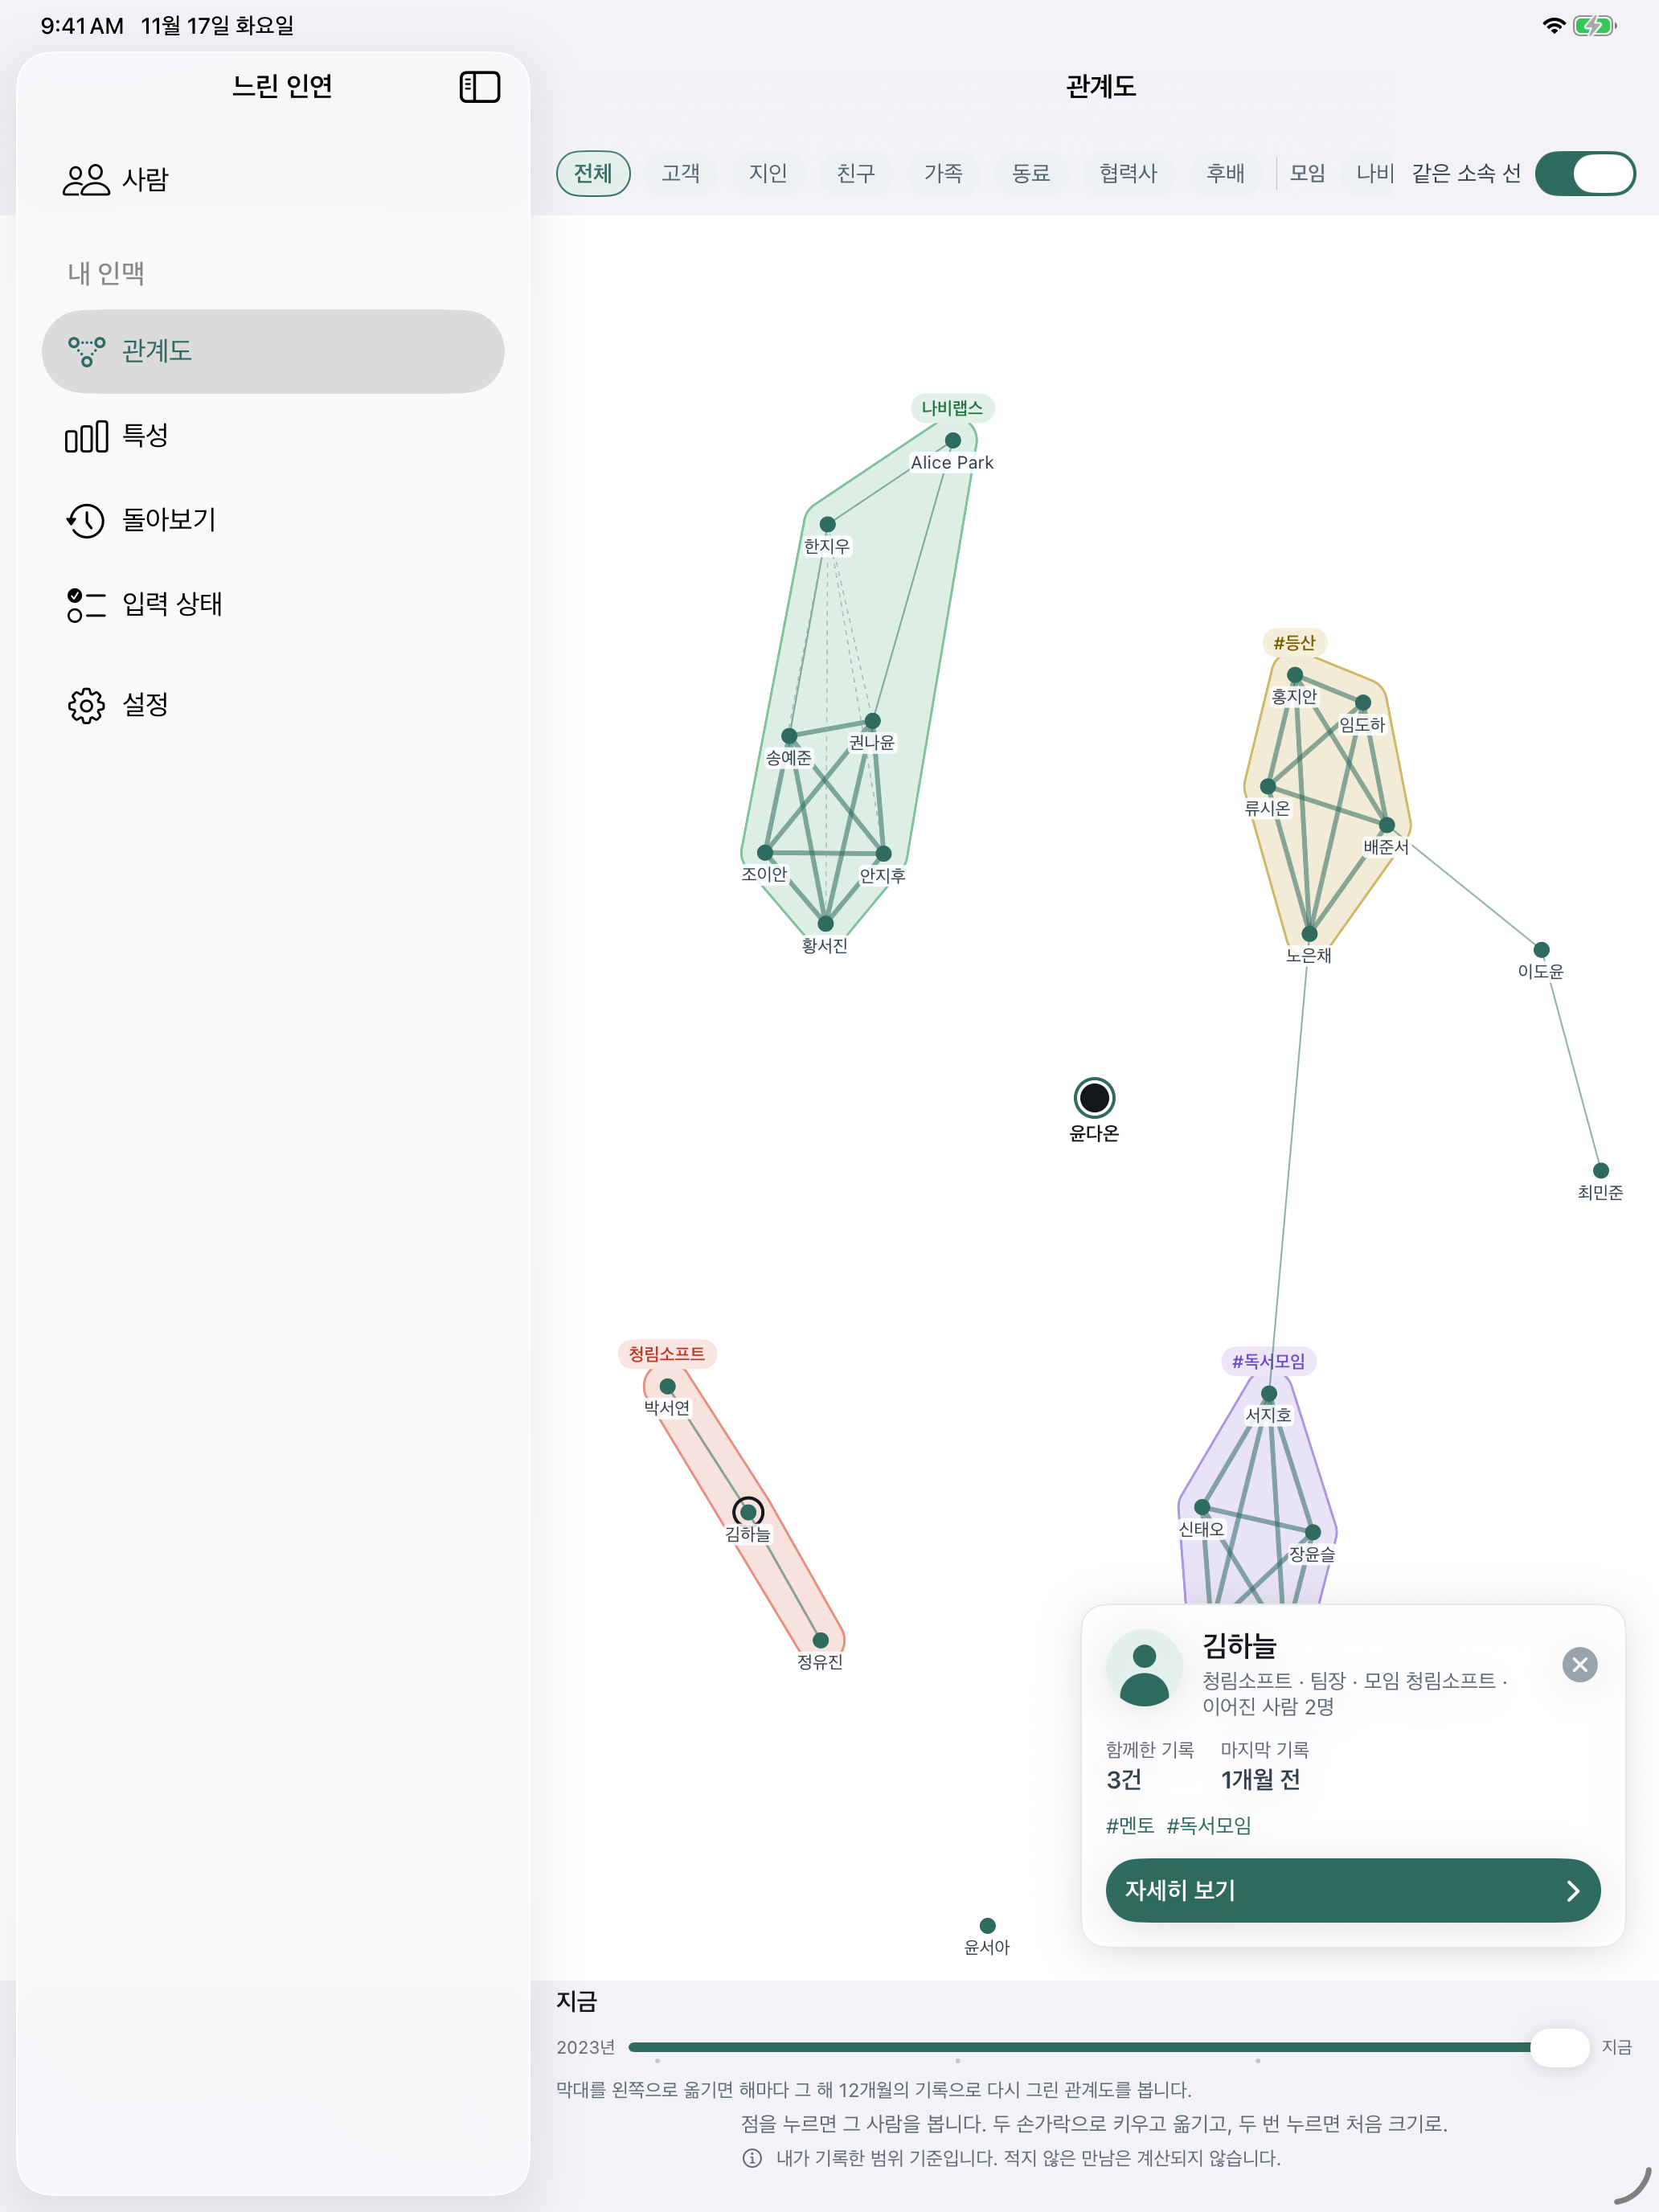 9:41 AM 11월 17일 화요일
느린 인연
사람
내 인맥
관계도
특성
돌아보기
입력 상태
설정
관계도
전체 고객 지인 친구 가족 동료 협력사 후배 모임 나비 같은 소속 선
나비랩스
Alice Park
한지우
송예준
권나윤
조이안
안지후
황서진
#등산
홍지안
임도하
류시온
배준서
노은채
이도윤
최민준
윤다온
청림소프트
박서연
김하늘
정유진
#독서모임
서지호
신태오
장윤슬
김하늘
청림소프트 · 팀장 · 모임 청림소프트 ·
이어진 사람 2명
함께한 기록 마지막 기록
3건 1개월 전
#멘토 #독서모임
자세히 보기
윤서아
지금
2023년 지금
막대를 왼쪽으로 옮기면 해마다 그 해 12개월의 기록으로 다시 그린 관계도를 봅니다.
점을 누르면 그 사람을 봅니다. 두 손가락으로 키우고 옮기고, 두 번 누르면 처음 크기로.
내가 기록한 범위 기준입니다. 적지 않은 만남은 계산되지 않습니다.